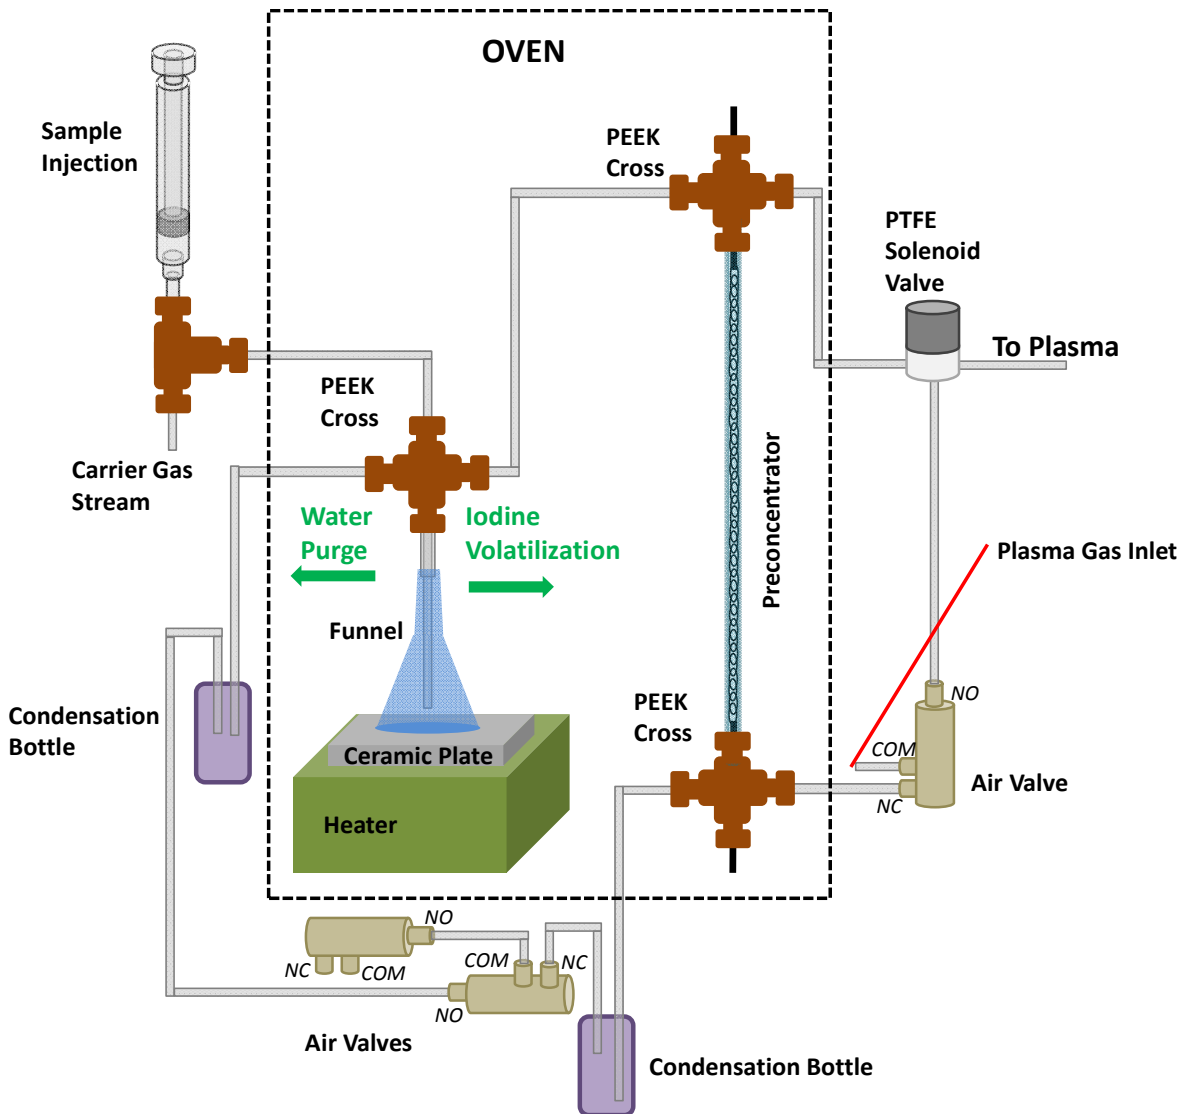 OVEN
Sample
Injection
PEEK
Cross
PTFE
Solenoid
Valve
To Plasma
PEEK
Cross
Carrier Gas
Stream
Water
Purge
Iodine
Volatilization
Preconcentrator
Plasma Gas Inlet
Funnel
NO
PEEK
Cross
Condensation
Bottle
Ceramic Plate
COM
Air Valve
NC
Heater
NO
NC
COM
COM
NC
NO
Air Valves
Condensation Bottle